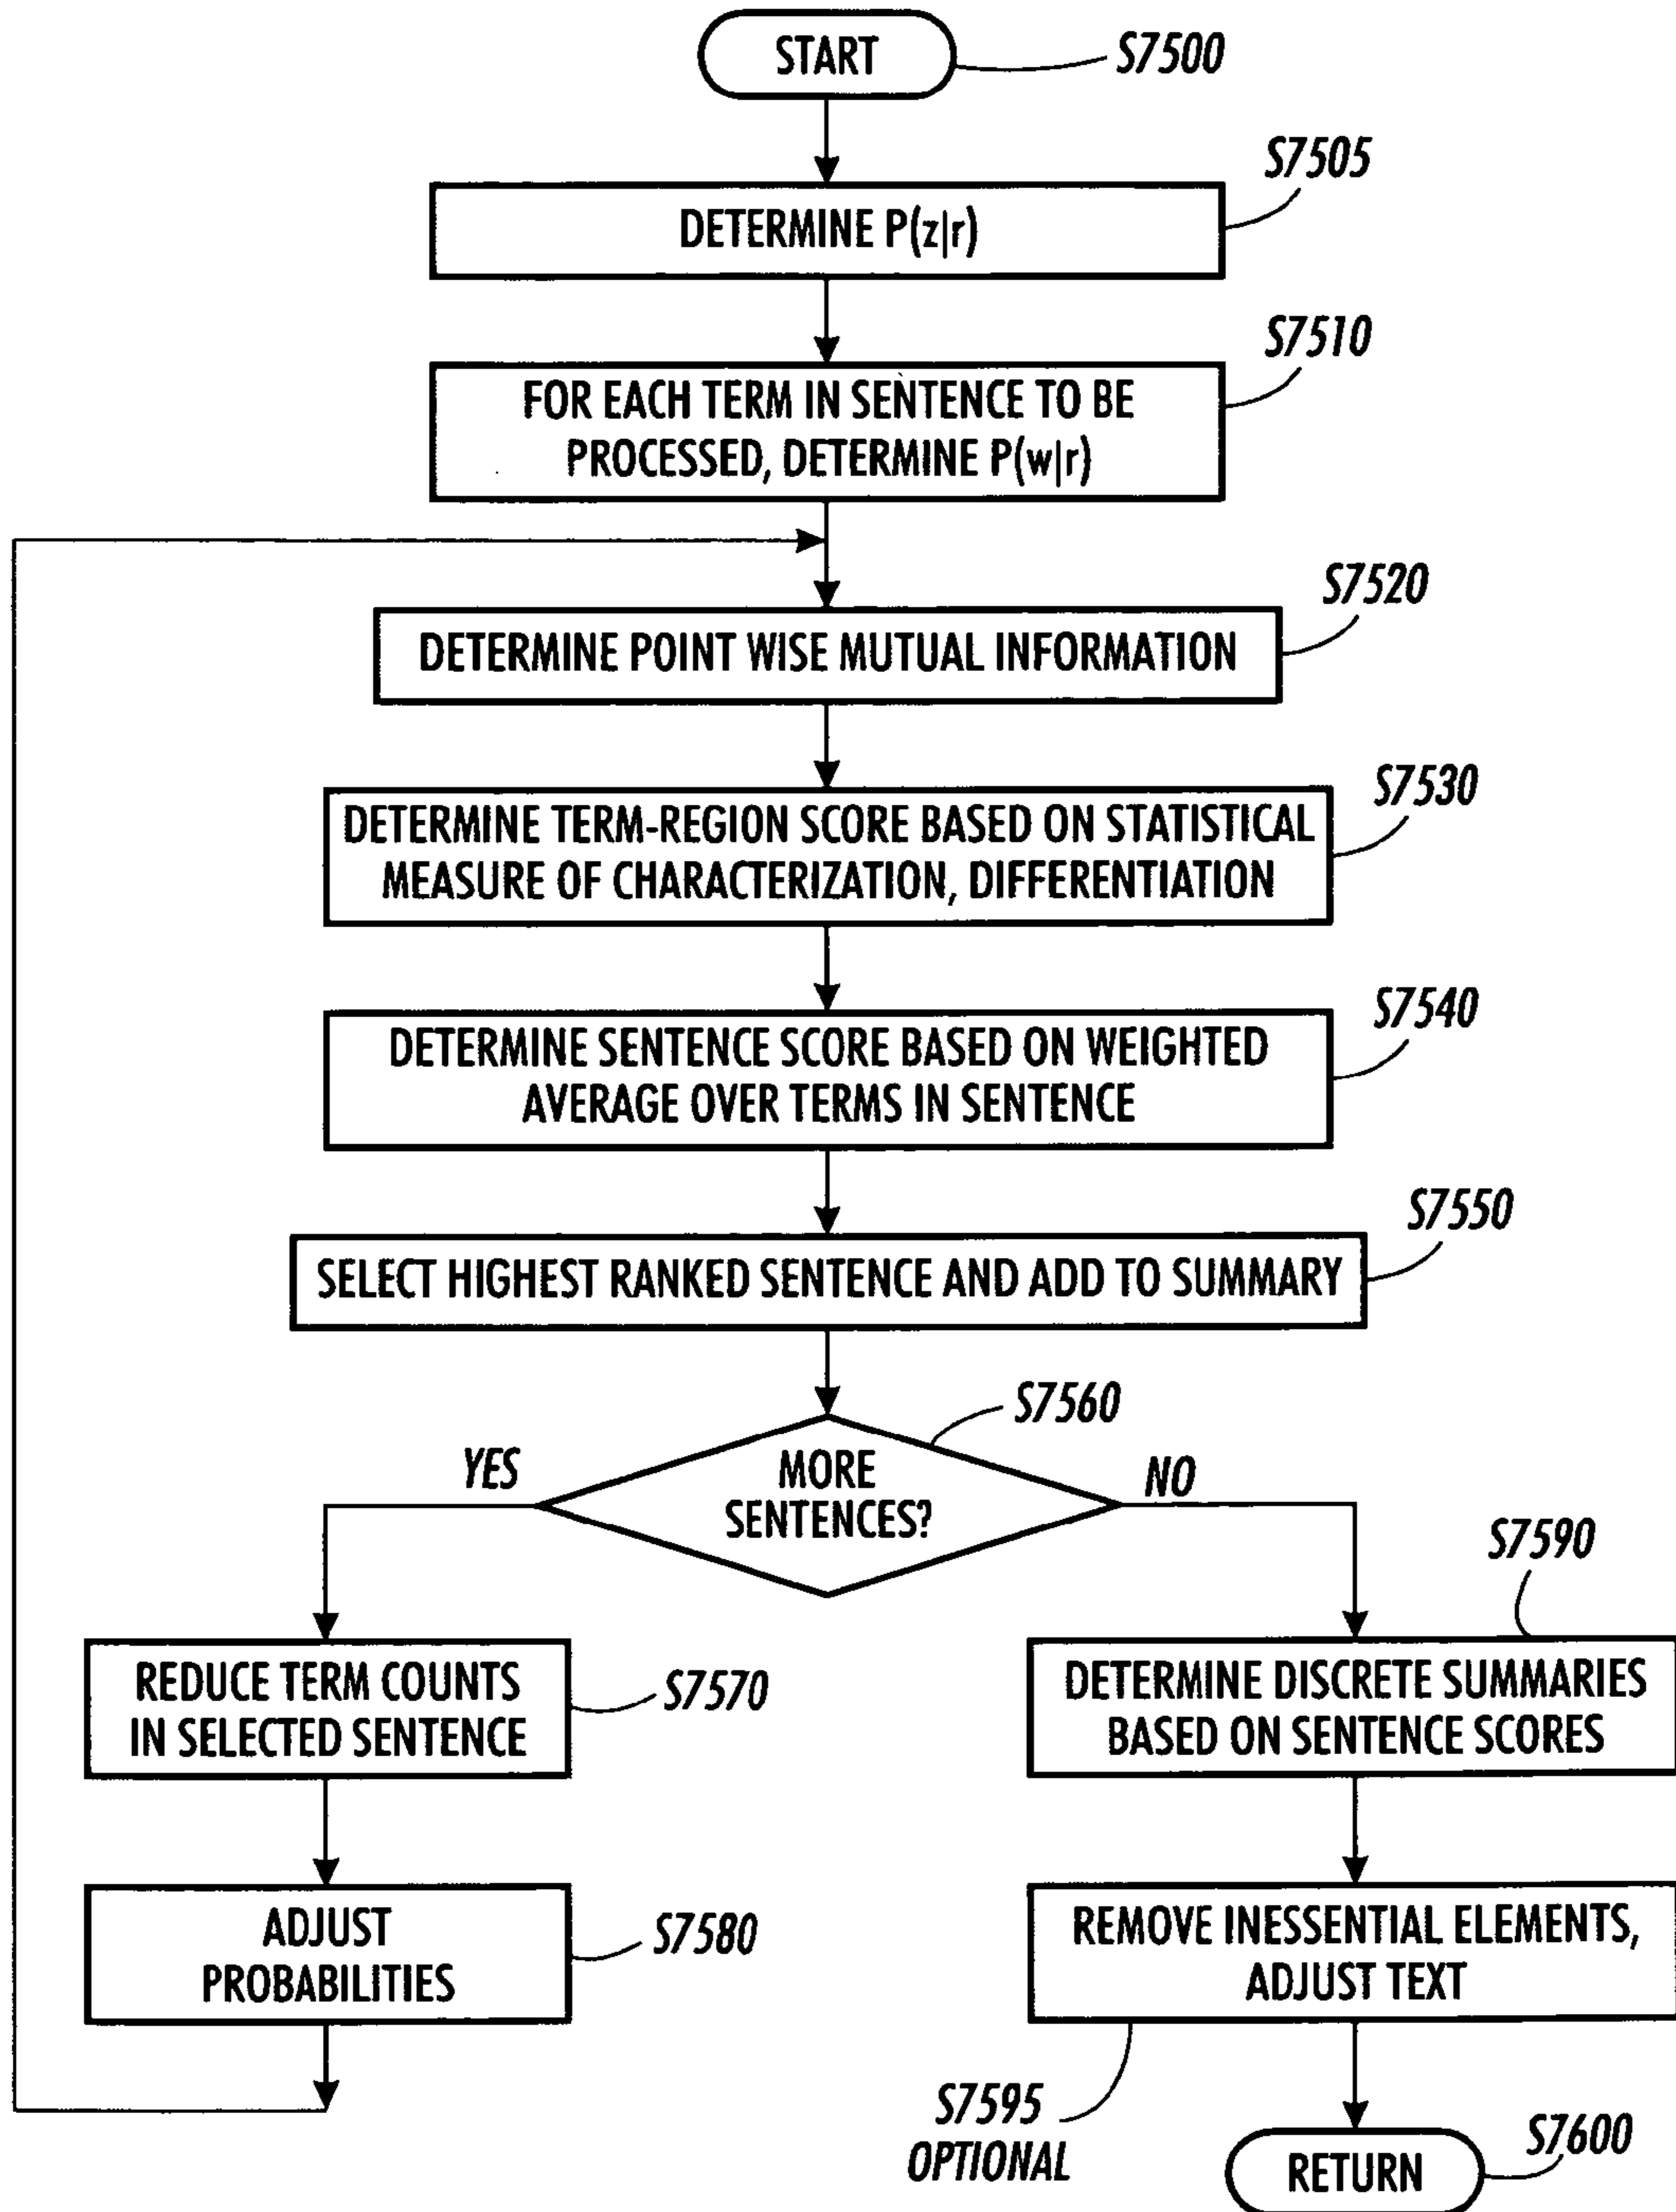 START
S7500
S7505
DETERMINE P(z|r)
S7510
FOR EACH TERM IN SENTENCE TO BE
PROCESSED, DETERMINE P(w|r)
S7520
DETERMINE POINT WISE MUTUAL INFORMATION
S7530
DETERMINE TERM-REGION SCORE BASED ON STATISTICAL
MEASURE OF CHARACTERIZATION, DIFFERENTIATION
S7540
DETERMINE SENTENCE SCORE BASED ON WEIGHTED
AVERAGE OVER TERMS IN SENTENCE
S7550
SELECT HIGHEST RANKED SENTENCE AND ADD TO SUMMARY
S7560
YES
MORE
SENTENCES?
NO
REDUCE TERM COUNTS
IN SELECTED SENTENCE
S7570
ADJUST
PROBABILITIES
S7580
S7590
DETERMINE DISCRETE SUMMARIES
BASED ON SENTENCE SCORES
REMOVE INESSENTIAL ELEMENTS,
ADJUST TEXT
S7595
OPTIONAL
RETURN
S7600